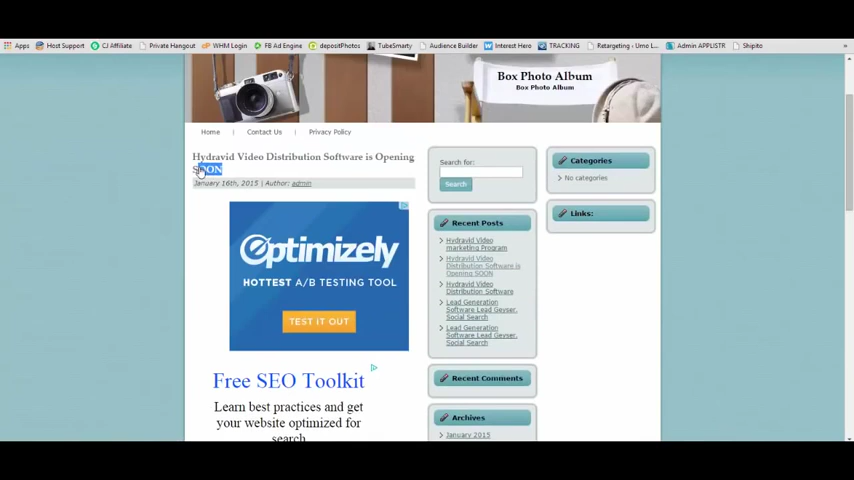 Apps Host Support CJ Affiliate Private Hangout WHM Login FB Ad Engine depositPhotos TubeSmarty Audience Builder Interest Hero TRACKING Retargeting - Umo L... Admin APPLISTR Shipito »
Box Photo Album
Box Photo Album
Home | Contact Us | Privacy Policy
Hydravid Video Distribution Software is Opening
SOON
January 16th, 2015 | Author: admin
Optimizely
HOTTEST A/B TESTING TOOL
TEST IT OUT
Free SEO Toolkit
Learn best practices and get
your website optimized for
search
Search for:
Search
Recent Posts
Hydravid Video
marketing Program
Hydravid Video
Distribution Software is
Opening SOON
Hydravid Video
Distribution Software
Lead Generation
Software Lead Geyser,
Social Search
Lead Generation
Software Lead Geyser,
Social Search
Recent Comments
Archives
January 2015
Categories
No categories
Links: